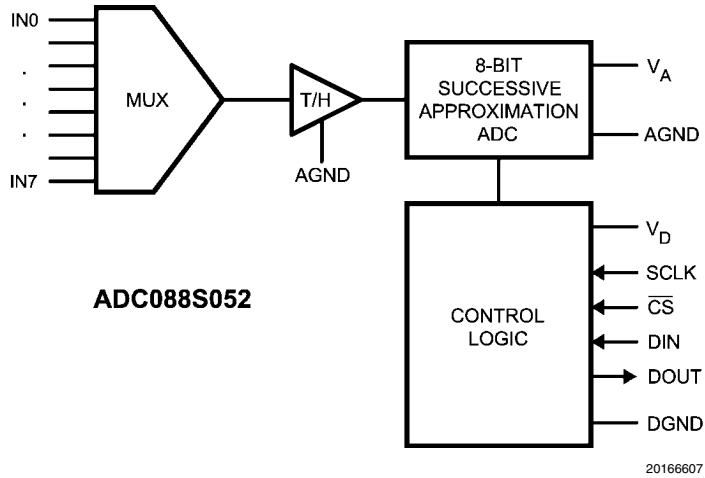 IN0
.
.
.
IN7
MUX
T/H
AGND
8-BIT
SUCCESSIVE
APPROXIMATION
ADC
VA
AGND
ADC088S052
CONTROL
LOGIC
VD
SCLK
C̅S̅
DIN
DOUT
DGND
20166607